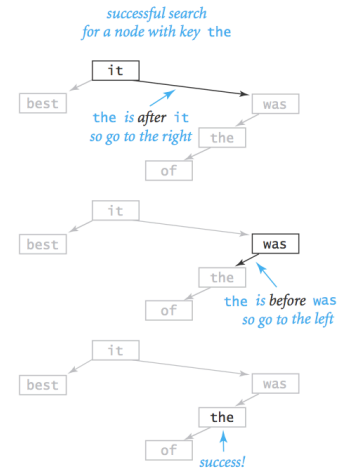 successful search
for a node with key the
it
best
was
the is after it
so go to the right
the
of
it
best
was
the
the is before was
so go to the left
of
it
best
was
the
of
success!